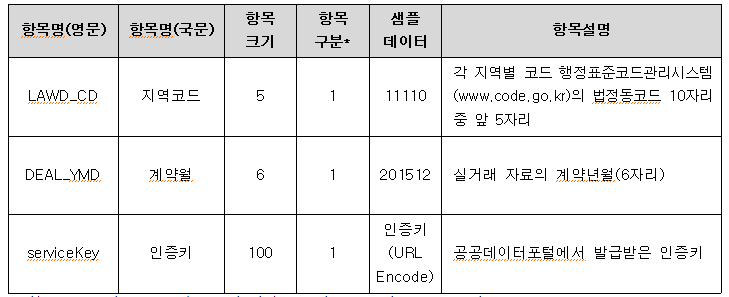 항목명(영문) 항목명(국문) 항목 크기 항목 구분* 샘플 데이터 항목설명
LAWD_CD 지역코드 5 1 11110 각 지역별 코드 행정표준코드관리시스템
(www.code.go.kr)의 법정동코드 10자리
중 앞 5자리
DEAL_YMD 계약월 6 1 201512 실거래 자료의 계약년월(6자리)
serviceKey 인증키 100 1 인증키
(URL
Encode) 공공데이터포털에서 발급받은 인증키